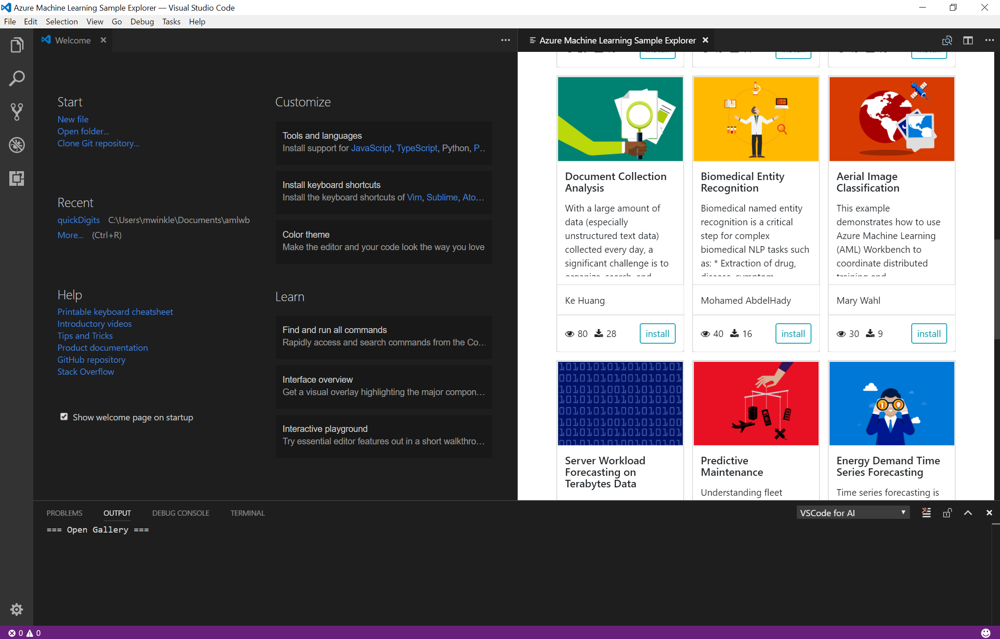 Azure Machine Learning Sample Explorer — Visual Studio Code
File Edit Selection View Go Debug Tasks Help
Welcome
Start
New file
Open folder...
Clone Git repository...
Recent
quickDigits C:\Users\mwinkle\Documents\amlwb
More... (Ctrl+R)
Help
Printable keyboard cheatsheet
Introductory videos
Tips and Tricks
Product documentation
GitHub repository
Stack Overflow
Show welcome page on startup
Customize
Tools and languages
Install support for JavaScript, TypeScript, Python, P...
Install keyboard shortcuts
Install the keyboard shortcuts of Vim, Sublime, Ato...
Color theme
Make the editor and your code look the way you love
Learn
Find and run all commands
Rapidly access and search commands from the Co...
Interface overview
Get a visual overlay highlighting the major compon...
Interactive playground
Try essential editor features out in a short walkthro...
Azure Machine Learning Sample Explorer
Document Collection
Analysis
With a large amount of
data (especially
unstructured text data)
collected every day, a
significant challenge is to
organize, search, and
Ke Huang
80 28 install
Biomedical Entity
Recognition
Biomedical named entity
recognition is a critical
step for complex
biomedical NLP tasks such
as: * Extraction of drug,
disease, symptom
Mohamed AbdelHady
40 16 install
Aerial Image
Classification
This example
demonstrates how to use
Azure Machine Learning
(AML) Workbench to
coordinate distributed
training and
Mary Wahl
30 9 install
Server Workload
Forecasting on
Terabytes Data
Predictive
Maintenance
Understanding fleet
Energy Demand Time
Series Forecasting
Time series forecasting is
PROBLEMS OUTPUT DEBUG CONSOLE TERMINAL
VSCode for AI
=== Open Gallery ===
0 0